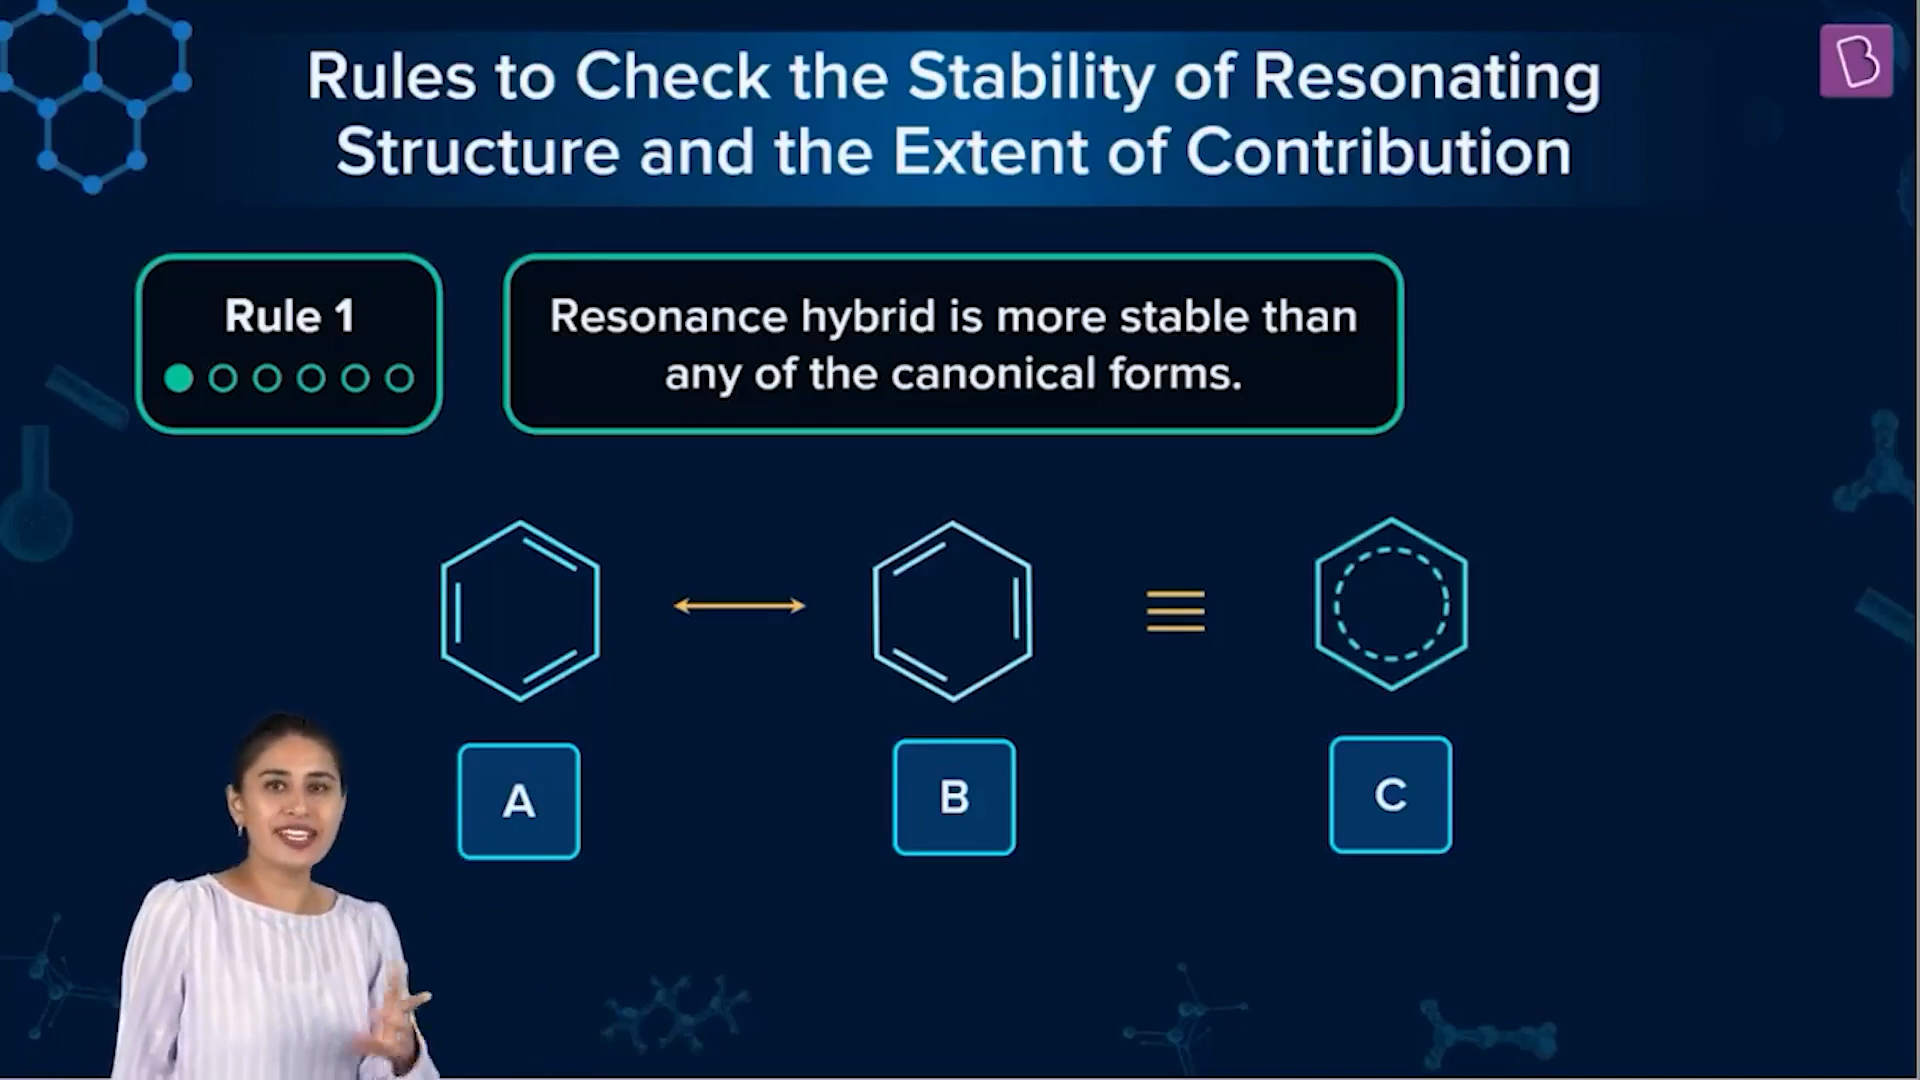 Rules to Check the Stability of Resonating
Structure and the Extent of Contribution
Rule 1
Resonance hybrid is more stable than
any of the canonical forms.
A
B
C